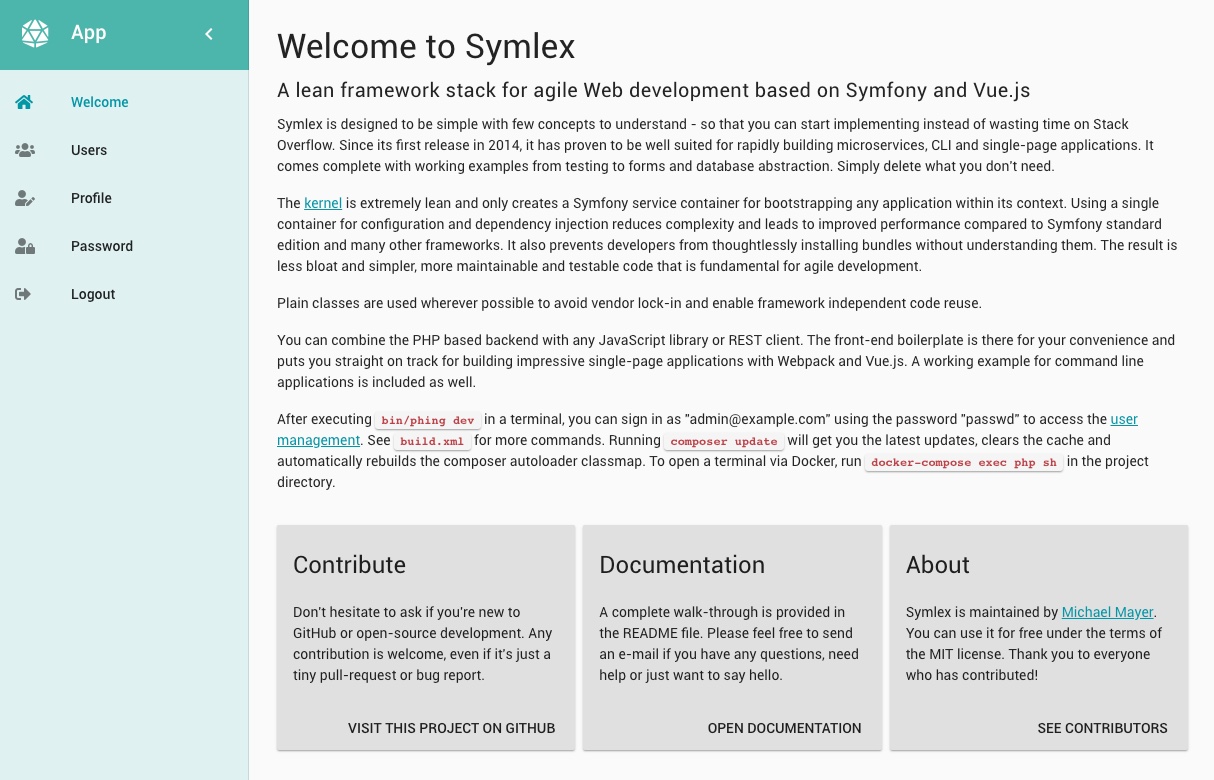 App
Welcome
Users
Profile
Password
Logout
Welcome to Symlex
A lean framework stack for agile Web development based on Symfony and Vue.js
Symlex is designed to be simple with few concepts to understand - so that you can start implementing instead of wasting time on Stack
Overflow. Since its first release in 2014, it has proven to be well suited for rapidly building microservices, CLI and single-page applications. It
comes complete with working examples from testing to forms and database abstraction. Simply delete what you don't need.
The kernel is extremely lean and only creates a Symfony service container for bootstrapping any application within its context. Using a single
container for configuration and dependency injection reduces complexity and leads to improved performance compared to Symfony standard
edition and many other frameworks. It also prevents developers from thoughtlessly installing bundles without understanding them. The result is
less bloat and simpler, more maintainable and testable code that is fundamental for agile development.
Plain classes are used wherever possible to avoid vendor lock-in and enable framework independent code reuse.
You can combine the PHP based backend with any JavaScript library or REST client. The front-end boilerplate is there for your convenience and
puts you straight on track for building impressive single-page applications with Webpack and Vue.js. A working example for command line
applications is included as well.
After executing bin/phing dev in a terminal, you can sign in as "admin@example.com" using the password "passwd" to access the user
management. See build.xml for more commands. Running composer update will get you the latest updates, clears the cache and
automatically rebuilds the composer autoloader classmap. To open a terminal via Docker, run docker-compose exec php sh in the project
directory.
Contribute
Don't hesitate to ask if you're new to
GitHub or open-source development. Any
contribution is welcome, even if it's just a
tiny pull-request or bug report.
VISIT THIS PROJECT ON GITHUB
Documentation
A complete walk-through is provided in
the README file. Please feel free to send
an e-mail if you have any questions, need
help or just want to say hello.
OPEN DOCUMENTATION
About
Symlex is maintained by Michael Mayer.
You can use it for free under the terms of
the MIT license. Thank you to everyone
who has contributed!
SEE CONTRIBUTORS